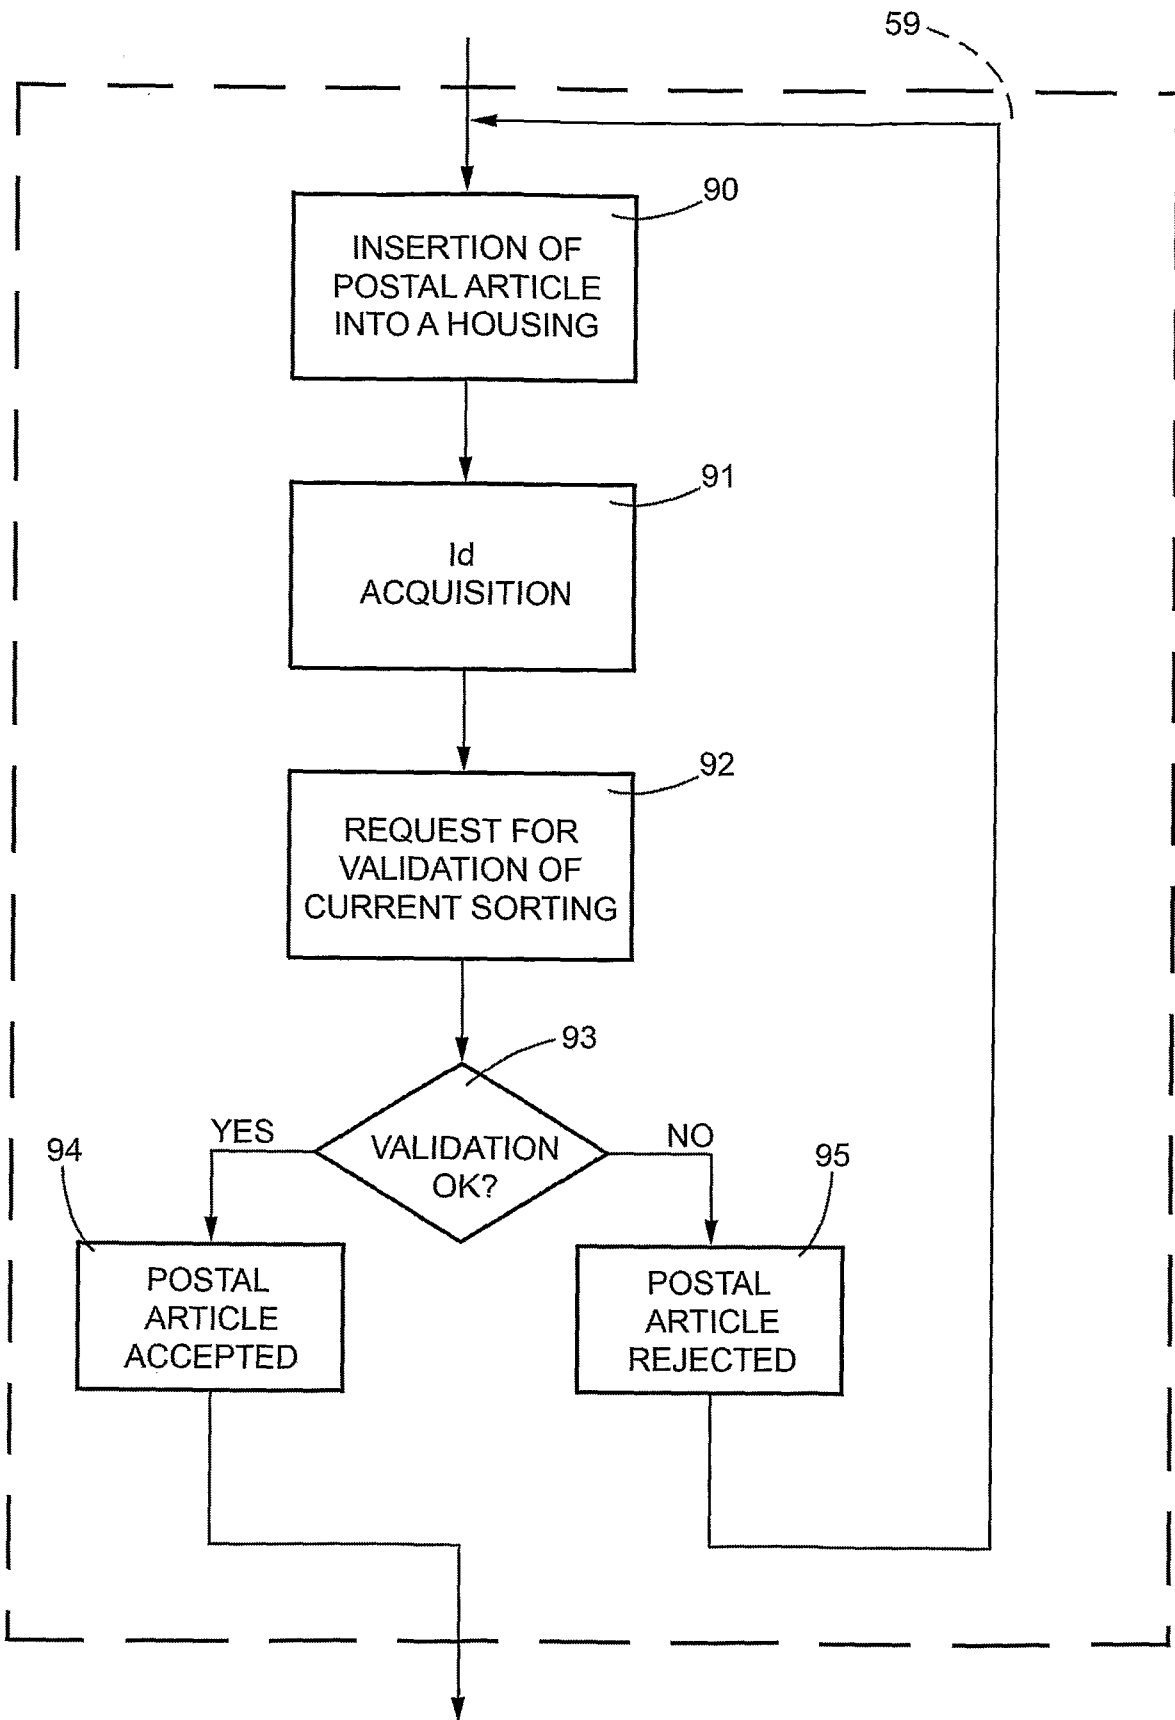 59
90
INSERTION OF
POSTAL ARTICLE
INTO A HOUSING
91
Id
ACQUISITION
92
REQUEST FOR
VALIDATION OF
CURRENT SORTING
93
YES
VALIDATION
OK?
NO
94
95
POSTAL
ARTICLE
ACCEPTED
POSTAL
ARTICLE
REJECTED